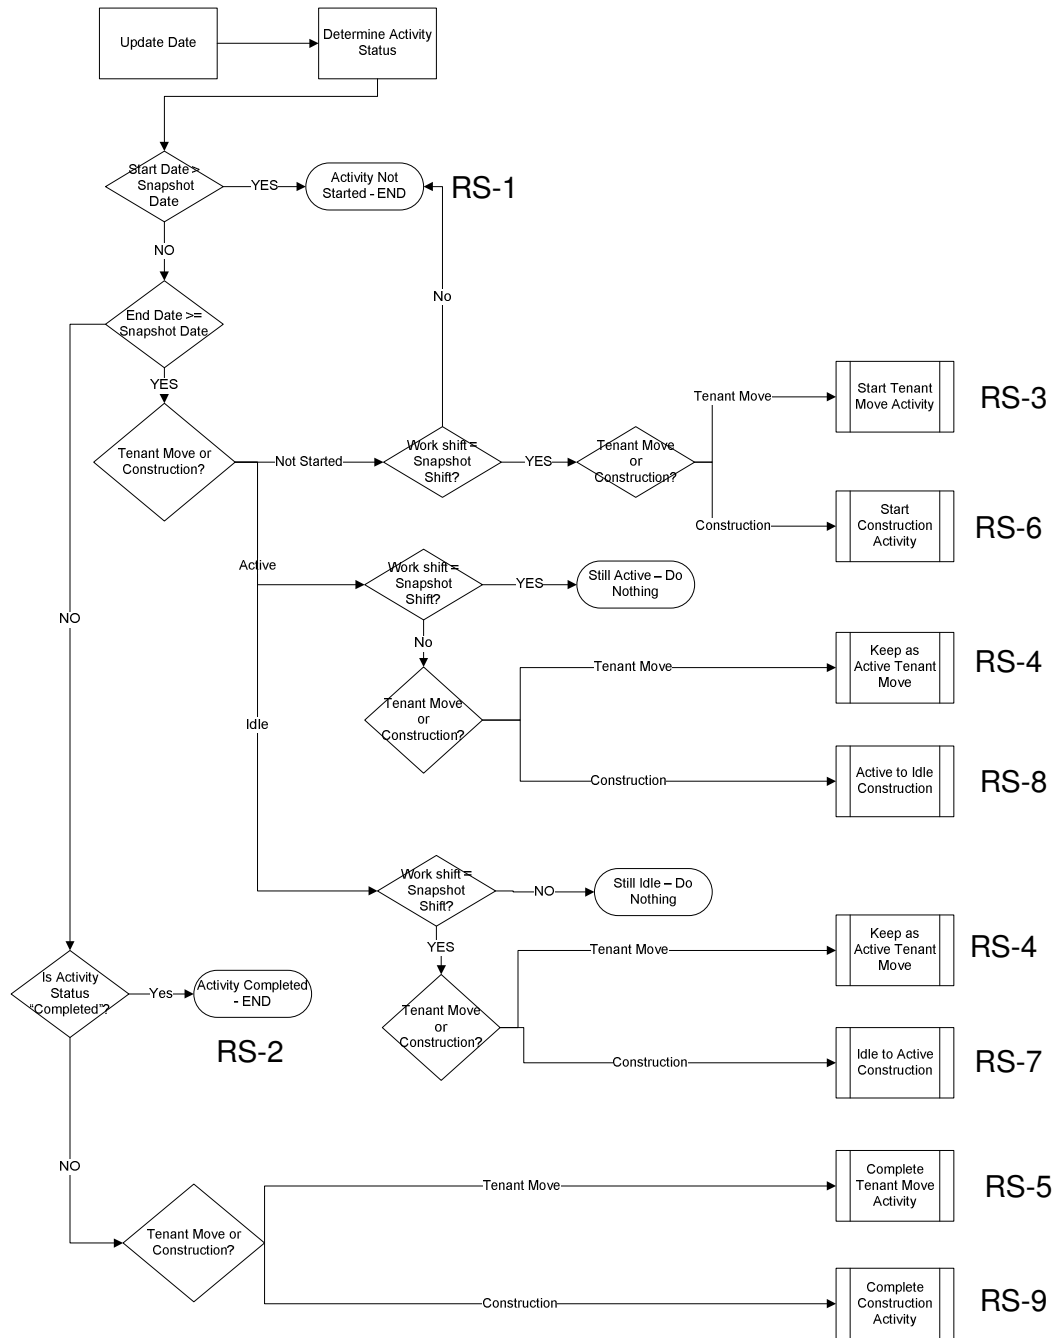 Update Date
Determine Activity
Status
Start Date >
Snapshot
Date
YES
Activity Not
Started - END
RS-1
NO
No
End Date >=
Snapshot Date
YES
Tenant Move or
Construction?
Not Started
Work shift =
Snapshot
Shift?
YES
Tenant Move
or
Construction?
Tenant Move
Start Tenant
Move Activity
RS-3
Construction
Start
Construction
Activity
RS-6
Active
Work shift =
Snapshot
Shift?
YES
Still Active – Do
Nothing
NO
No
Tenant Move
or
Construction?
Tenant Move
Keep as
Active Tenant
Move
RS-4
Idle
Construction
Active to Idle
Construction
RS-8
Work shift =
Snapshot
Shift?
NO
Still Idle – Do
Nothing
YES
Tenant Move
or
Construction?
Tenant Move
Keep as
Active Tenant
Move
RS-4
Construction
Idle to Active
Construction
RS-7
Is Activity
Status
“Completed”?
Yes
Activity Completed
- END
RS-2
NO
Tenant Move or
Construction?
Tenant Move
Complete
Tenant Move
Activity
RS-5
Construction
Complete
Construction
Activity
RS-9